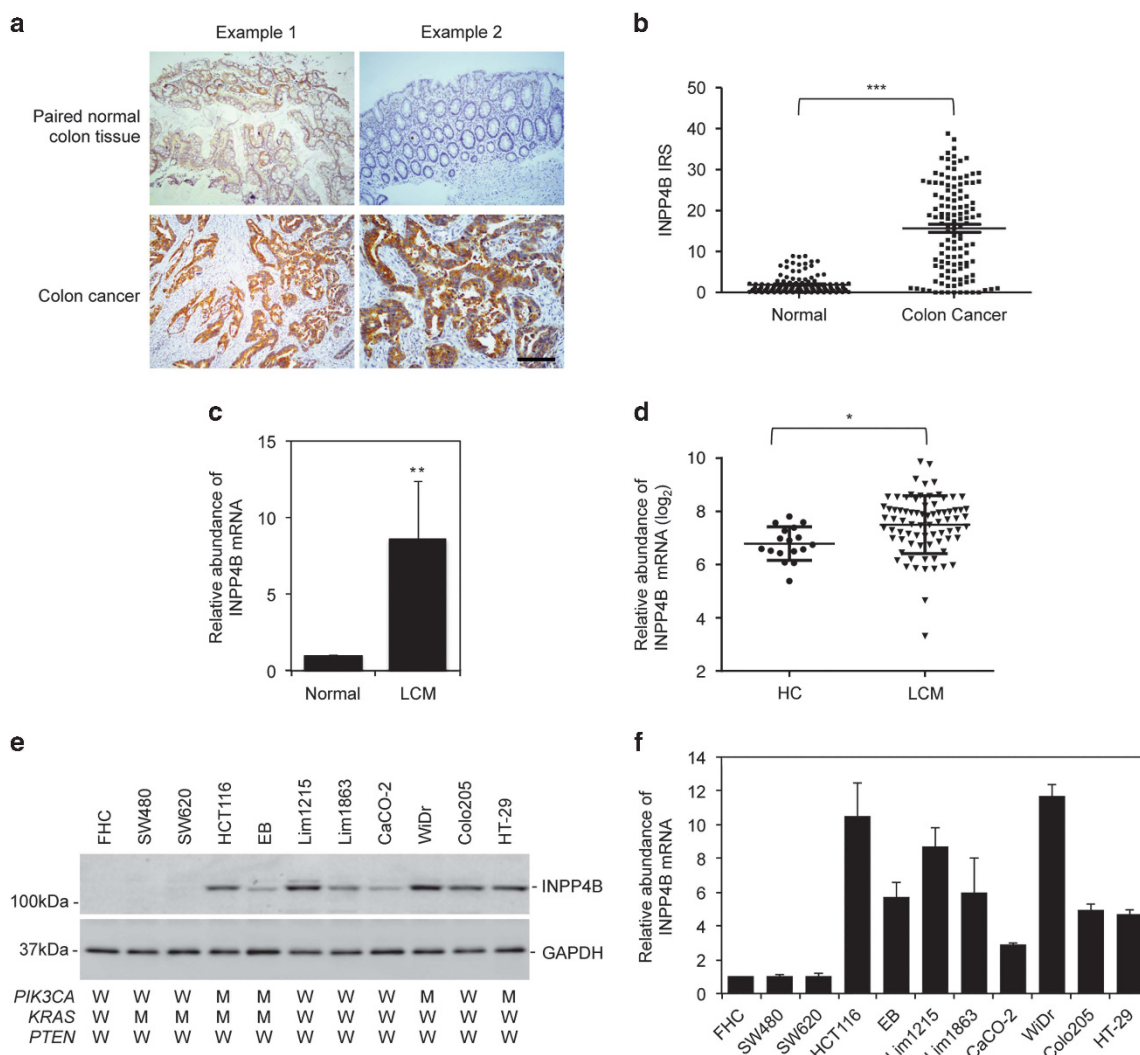 a
Example 1 Example 2
Paired normal
colon tissue
Colon cancer
b
***
INPP4B IRS
50
40
30
20
10
0
Normal Colon Cancer
c
Relative abundance of
INPP4B mRNA
15
10
5
0
**
Normal LCM
d
*
Relative abundance of
INPP4B mRNA (log2)
10
8
6
4
2
HC LCM
e
FHC SW480 SW620 HCT116 EB Lim1215 Lim1863 CaCO-2 WiDr Colo205 HT-29
100kDa - - INPP4B
37kDa - - GAPDH
PIK3CA W W W M M W W W M W M
KRAS W M M M M W W W W W W
PTEN W W W W W W W W W W W
f
Relative abundance of
INPP4B mRNA
14
12
10
8
6
4
2
0
FHC SW480 SW620 HCT116 EB Lim1215 Lim1863 CaCO-2 WiDr Colo205 HT-29